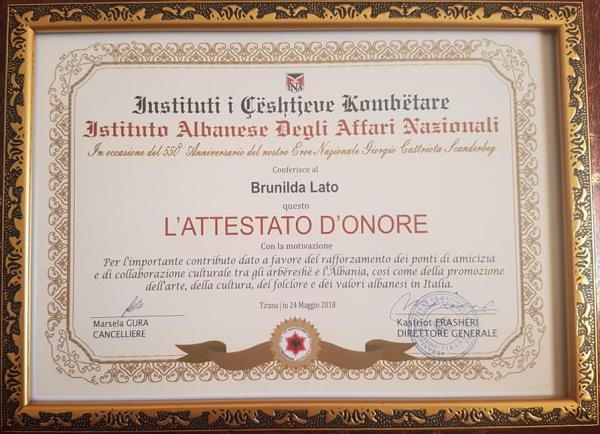 INA
Instituti i Çështjeve Kombëtare
Istituto Albanese Degli Affari Nazionali
In occasione del 550° Anniversario del nostro Eroe Nazionale Giorgio Castriota Scanderbeg
Conferisce al
Brunilda Lato
questo
L'ATTESTATO D'ONORE
Con la motivazione
Per l'importante contributo dato a favore del rafforzamento dei ponti di amicizia
e di collaborazione culturale tra gli arbëreshë e l'Albania, cosi come della promozione
dell'arte, della cultura, del folclore e dei valori albanesi in Italia.
Tirana | in 24 Maggio 2018
Marsela GURA
CANCELLIERE
Kastriot FRASHERI
DIRETTORE GENERALE